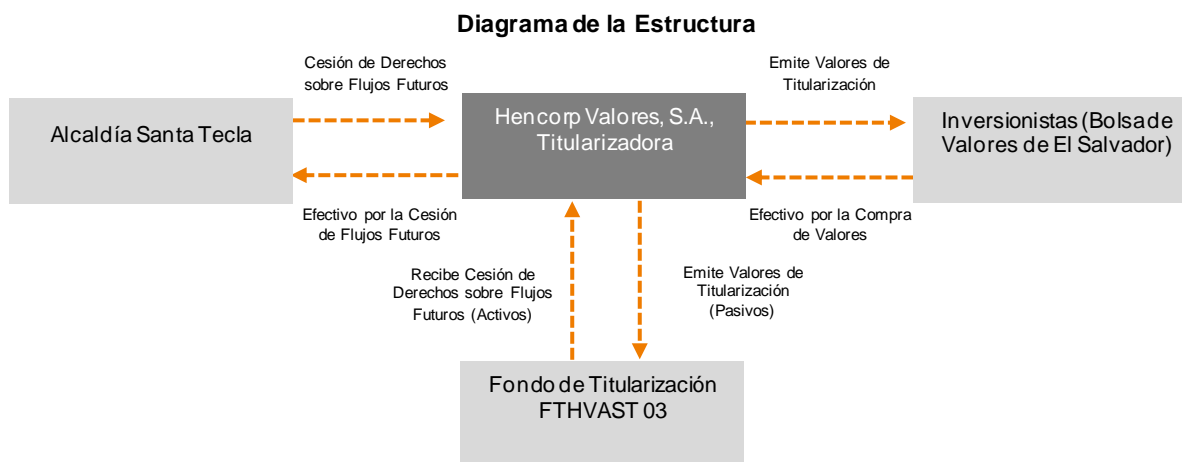 Diagrama de la Estructura
Cesión de Derechos
sobre Flujos Futuros
Emite Valores de
Titularización
Alcaldía Santa Tecla
Hencorp Valores, S.A.,
Titularizadora
Inversionistas (Bolsa de
Valores de El Salvador)
Efectivo por la Cesión
de Flujos Futuros
Efectivo por la Compra
de Valores
Recibe Cesión de
Derechos sobre Flujos
Futuros (Activos)
Emite Valores de
Titularización
(Pasivos)
Fondo de Titularización
FTHVAST 03